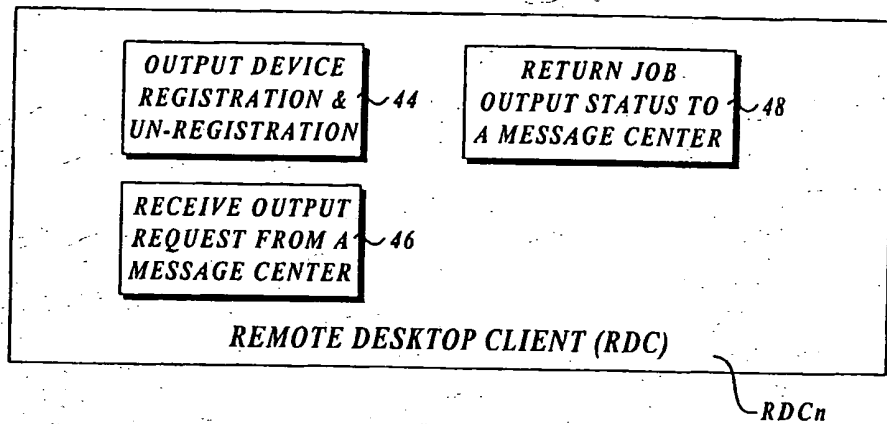 OUTPUT DEVICE
REGISTRATION &
UN-REGISTRATION
44
RETURN JOB
OUTPUT STATUS TO
A MESSAGE CENTER
48
RECEIVE OUTPUT
REQUEST FROM A
MESSAGE CENTER
46
REMOTE DESKTOP CLIENT (RDC)
RDCn